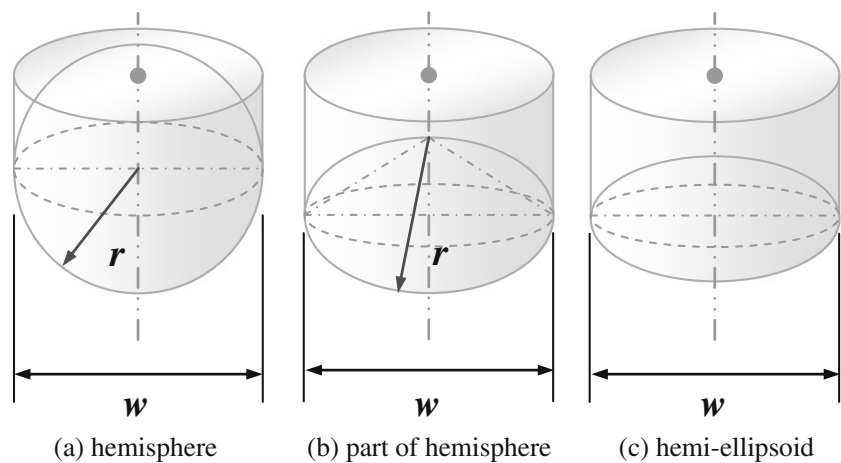 r
r
w
w
w
(a) hemisphere
(b) part of hemisphere
(c) hemi-ellipsoid